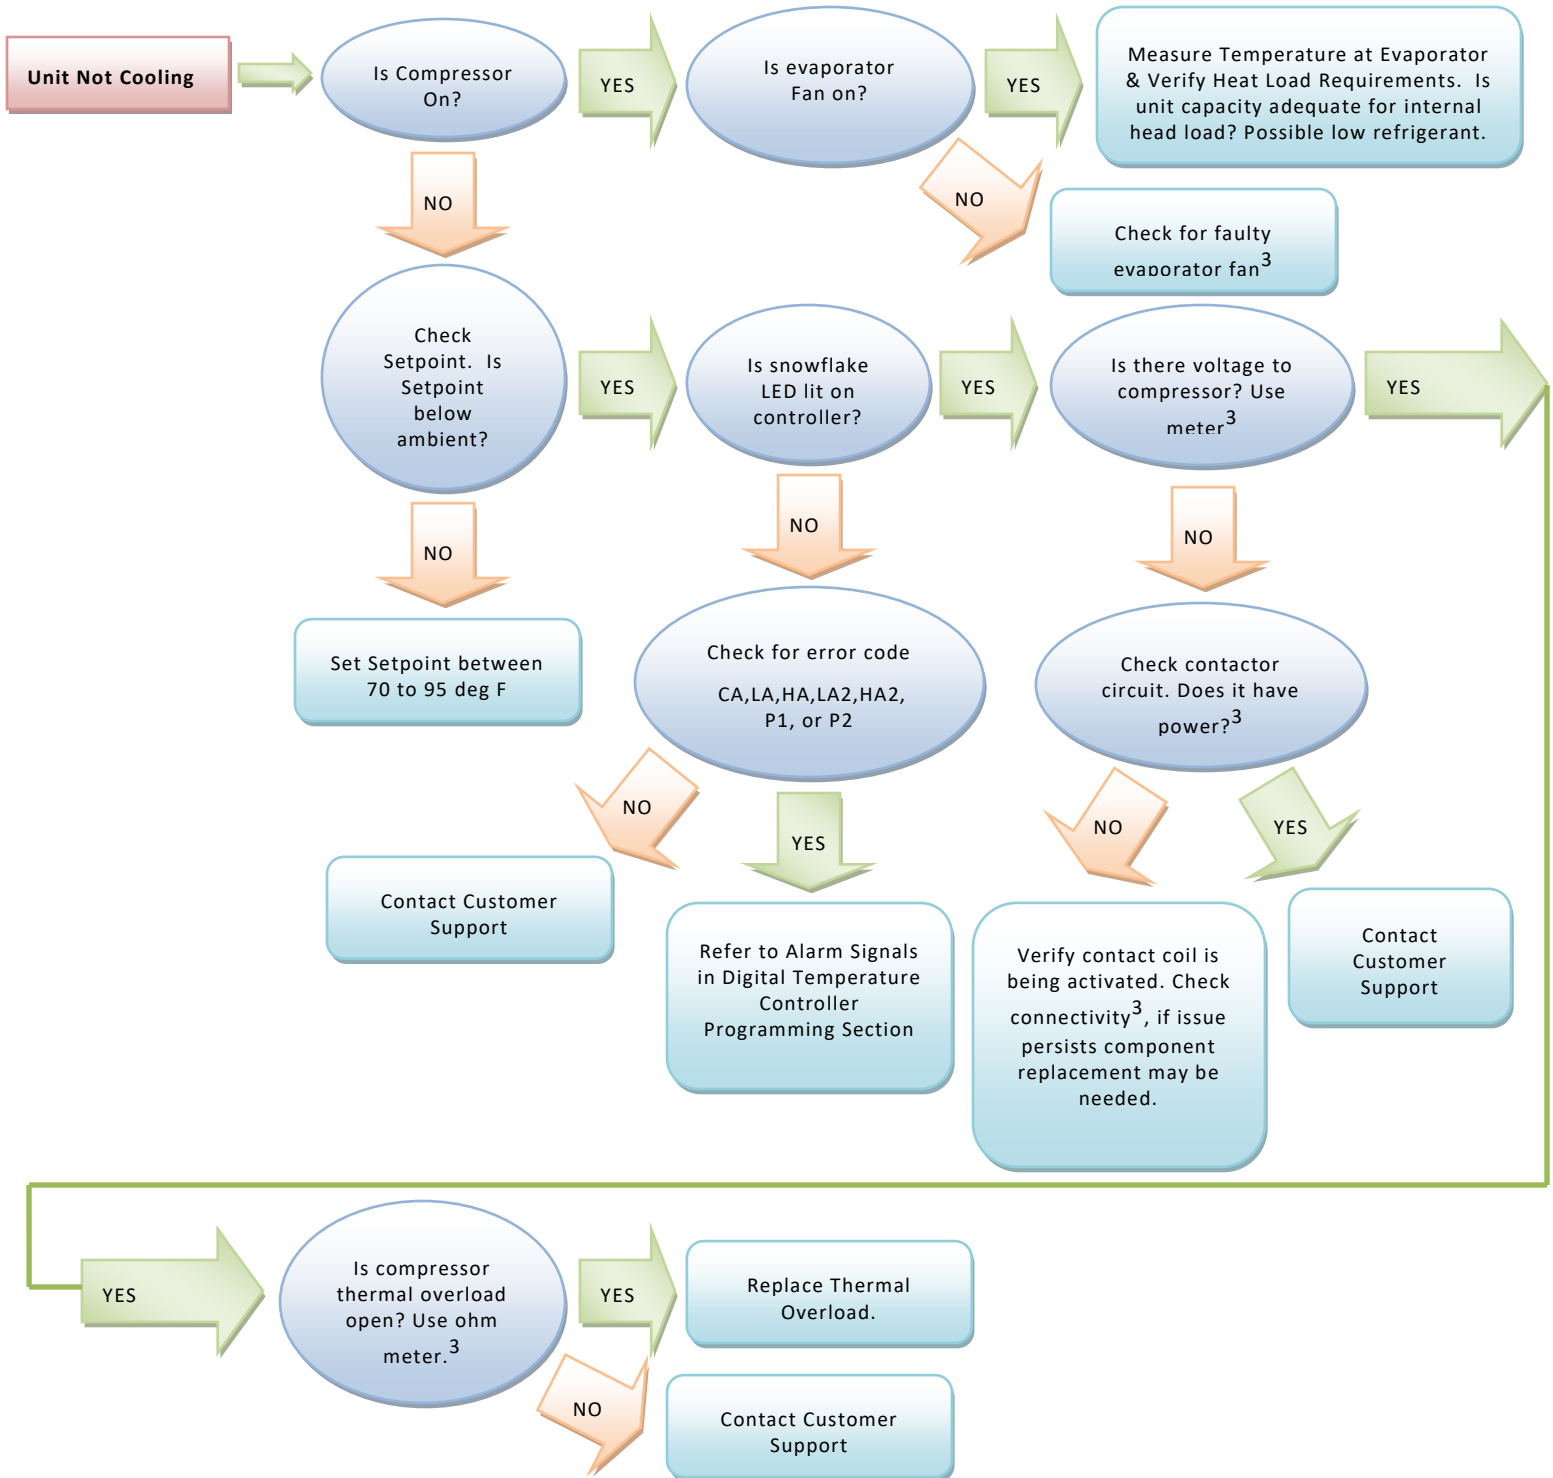 Unit Not Cooling
Is Compressor
On?
YES
Is evaporator
Fan on?
YES
Measure Temperature at Evaporator
& Verify Heat Load Requirements. Is
unit capacity adequate for internal
head load? Possible low refrigerant.
NO
NO
Check for faulty
evaporator fan3
Check
Setpoint. Is
Setpoint
below
ambient?
YES
Is snowflake
LED lit on
controller?
YES
Is there voltage to
compressor? Use
meter3
YES
NO
NO
NO
Set Setpoint between
70 to 95 deg F
Check for error code
CA,LA,HA,LA2,HA2,
P1, or P2
Check contactor
circuit. Does it have
power?3
NO
YES
NO
YES
Contact Customer
Support
Refer to Alarm Signals
in Digital Temperature
Controller
Programming Section
Verify contact coil is
being activated. Check
connectivity3, if issue
persists component
replacement may be
needed.
Contact
Customer
Support
YES
Is compressor
thermal overload
open? Use ohm
meter.3
YES
Replace Thermal
Overload.
NO
Contact Customer
Support